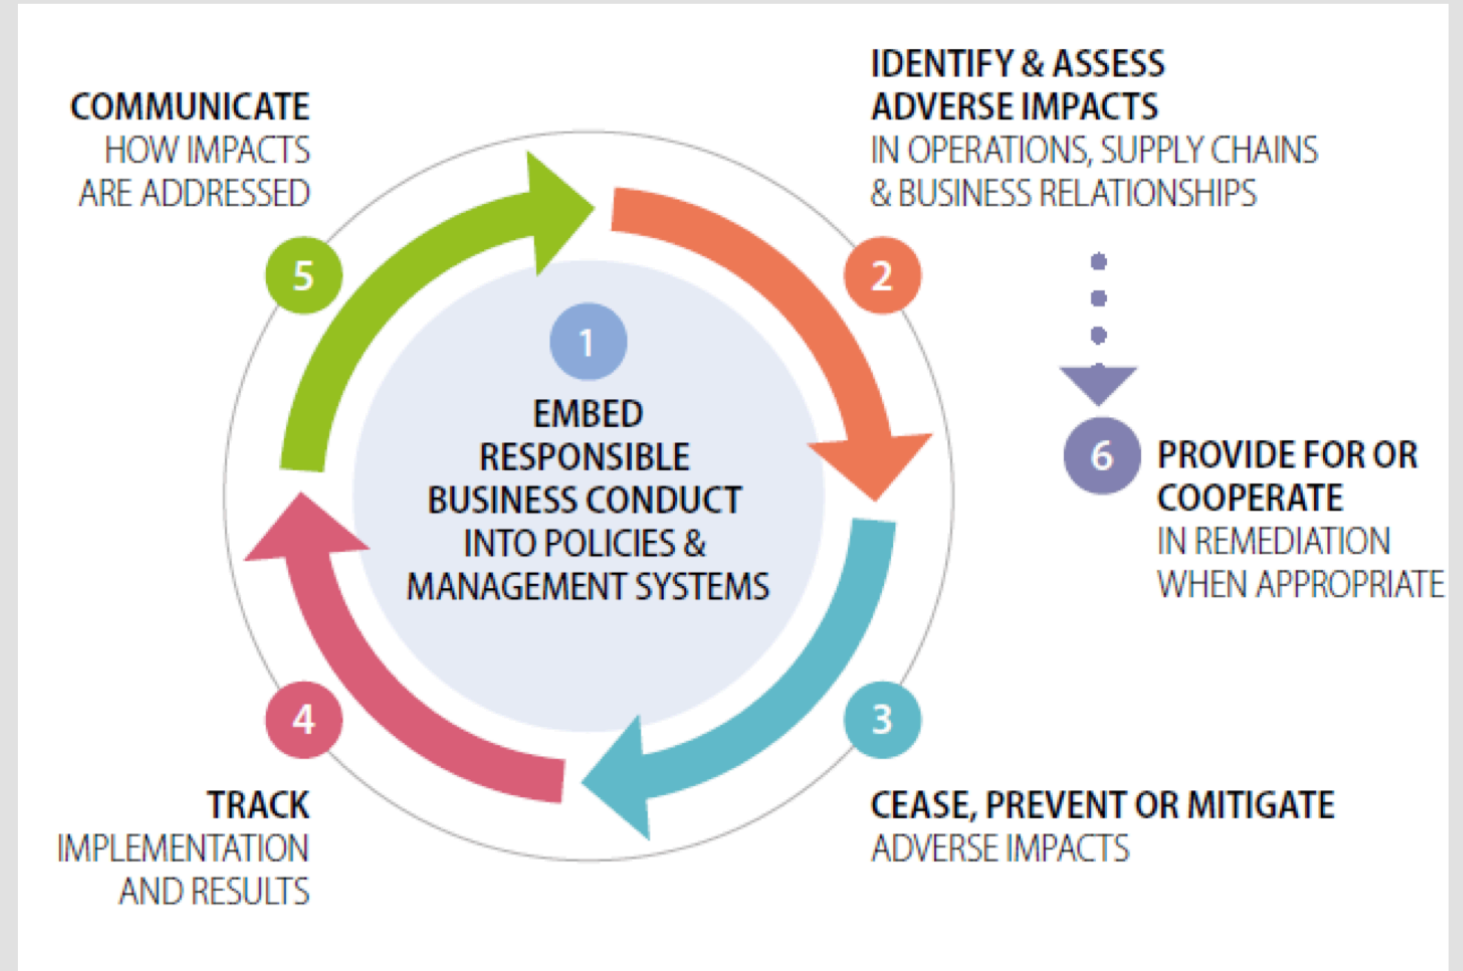 COMMUNICATE
HOW IMPACTS
ARE ADDRESSED
5
IDENTIFY & ASSESS
ADVERSE IMPACTS
IN OPERATIONS, SUPPLY CHAINS
& BUSINESS RELATIONSHIPS
2
1
EMBED
RESPONSIBLE
BUSINESS CONDUCT
INTO POLICIES &
MANAGEMENT SYSTEMS
6
PROVIDE FOR OR
COOPERATE
IN REMEDIATION
WHEN APPROPRIATE
4
TRACK
IMPLEMENTATION
AND RESULTS
3
CEASE, PREVENT OR MITIGATE
ADVERSE IMPACTS